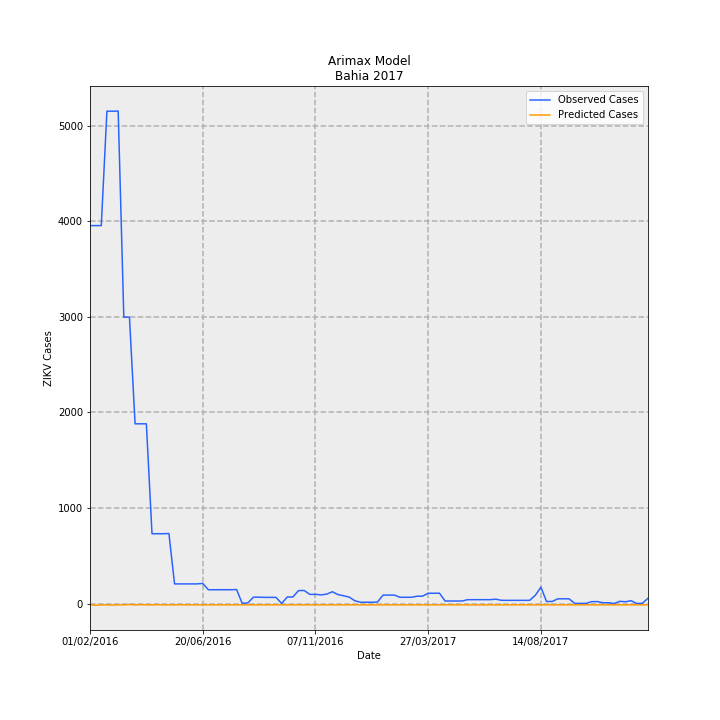 Arimax Model
Bahia 2017
Observed Cases
Predicted Cases
5000
4000
3000
2000
1000
0
ZIKV Cases
01/02/2016 20/06/2016 07/11/2016 27/03/2017 14/08/2017
Date